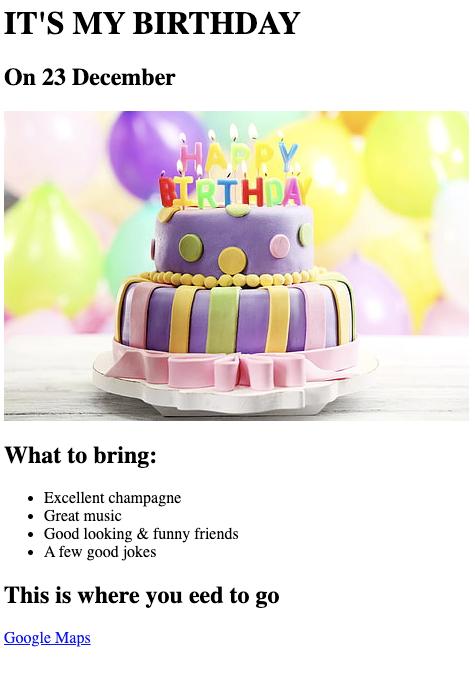 IT'S MY BIRTHDAY
On 23 December
HAPPY
BIRTHDAY
What to bring:
Excellent champagne
Great music
Good looking & funny friends
A few good jokes
This is where you eed to go
Google Maps